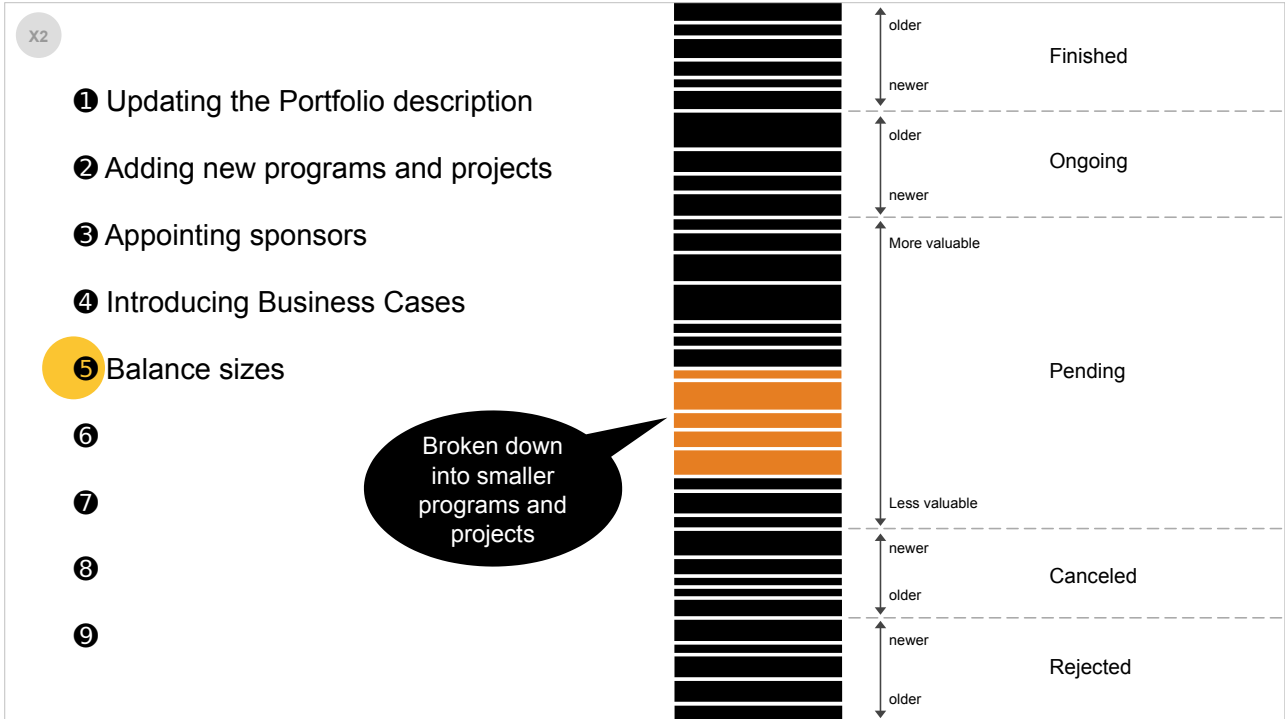 X2
❶ Updating the Portfolio description
❷ Adding new programs and projects
❸ Appointing sponsors
❹ Introducing Business Cases
❺ Balance sizes
❻
❼
❽
❾
Broken down
into smaller
programs and
projects
older
newer
Finished
older
newer
Ongoing
More valuable
Less valuable
Pending
newer
older
Canceled
newer
older
Rejected